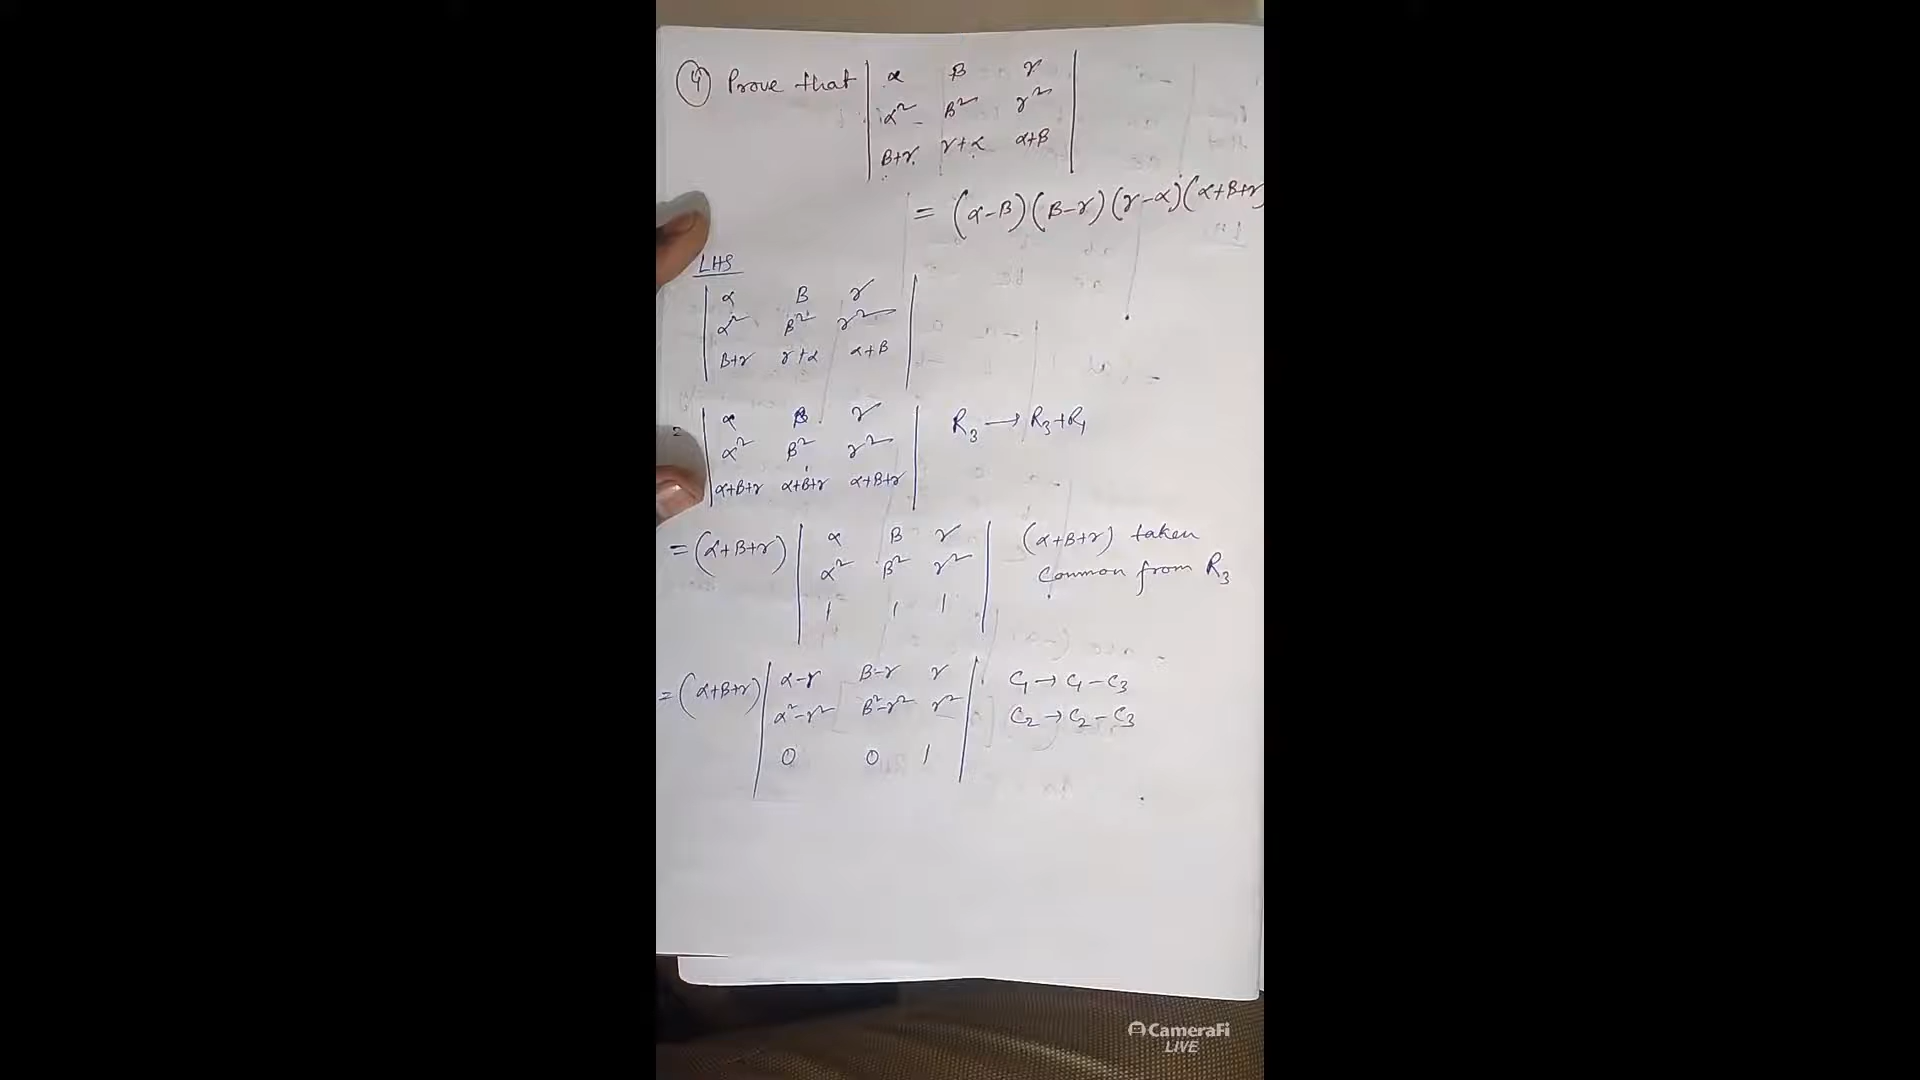 ④ Prove that | α β γ |
| α² β² γ² |
| β+γ γ+α α+β |
= (α-β)(β-γ)(γ-α)(α+β+γ)
LHS
| α β γ |
| α² β² γ² |
| β+γ γ+α α+β |
= | α β γ | R₃ → R₃+R₁
| α² β² γ² |
| α+β+γ α+β+γ α+β+γ |
= (α+β+γ) | α β γ | (α+β+γ) taken
| α² β² γ² | common from R₃
| 1 1 1 |
= (α+β+γ) | α-γ β-γ γ | C₁ → C₁-C₃
| α²-γ² β²-γ² γ² | C₂ → C₂-C₃
| 0 0 1 |
CameraFi
LIVE